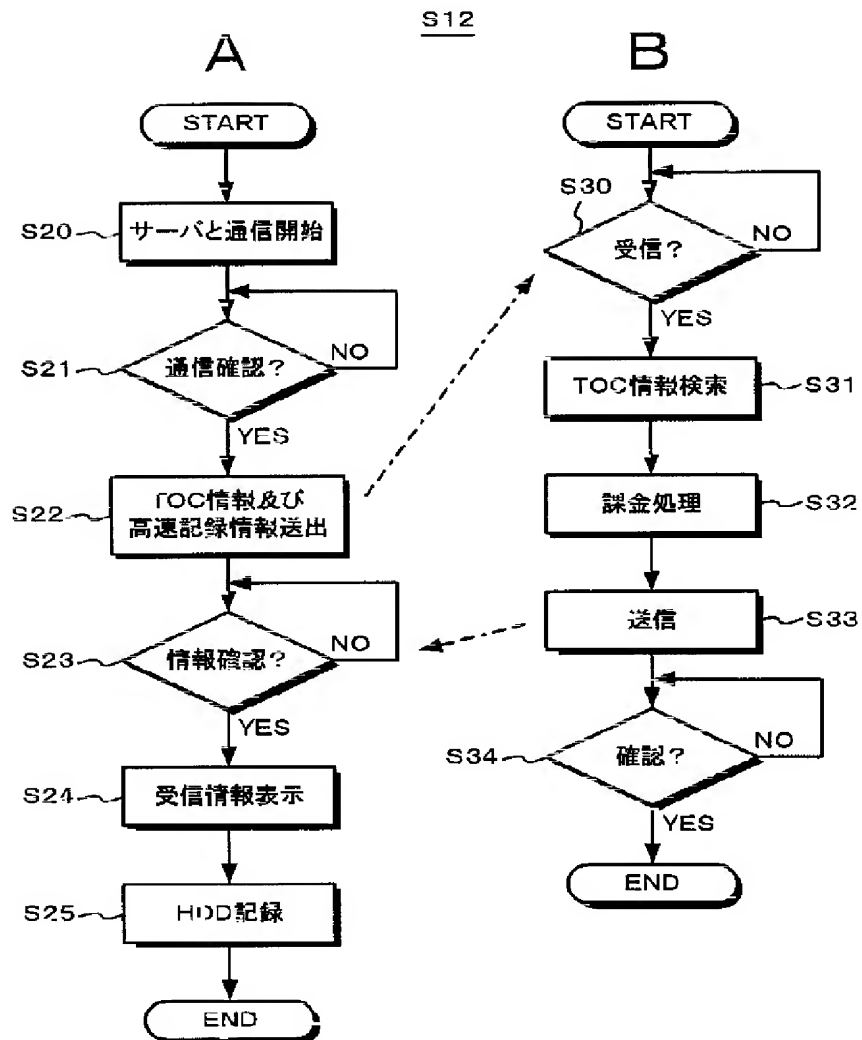 S12
A
START
S20
サーバと通信開始
S21
通信確認?
NO
YES
S22
TOC情報及び
高速記録情報送出
S23
情報確認?
NO
YES
S24
受信情報表示
S25
HDD記録
END
B
START
S30
受信?
NO
YES
TOC情報検索
S31
課金処理
S32
送信
S33
S34
確認?
NO
YES
END